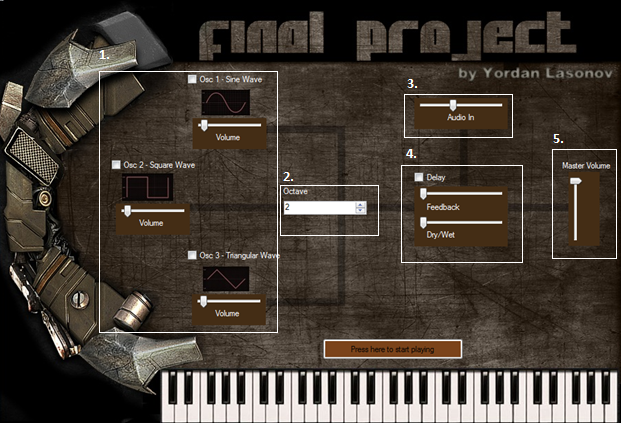 final project
by Yordan Lasonov
1.
Osc 1 - Sine Wave
Volume
Osc 2 - Square Wave
Volume
Osc 3 - Triangular Wave
Volume
2.
Octave
2
3.
Audio In
4.
Delay
Feedback
Dry/Wet
5.
Master Volume
Press here to start playing